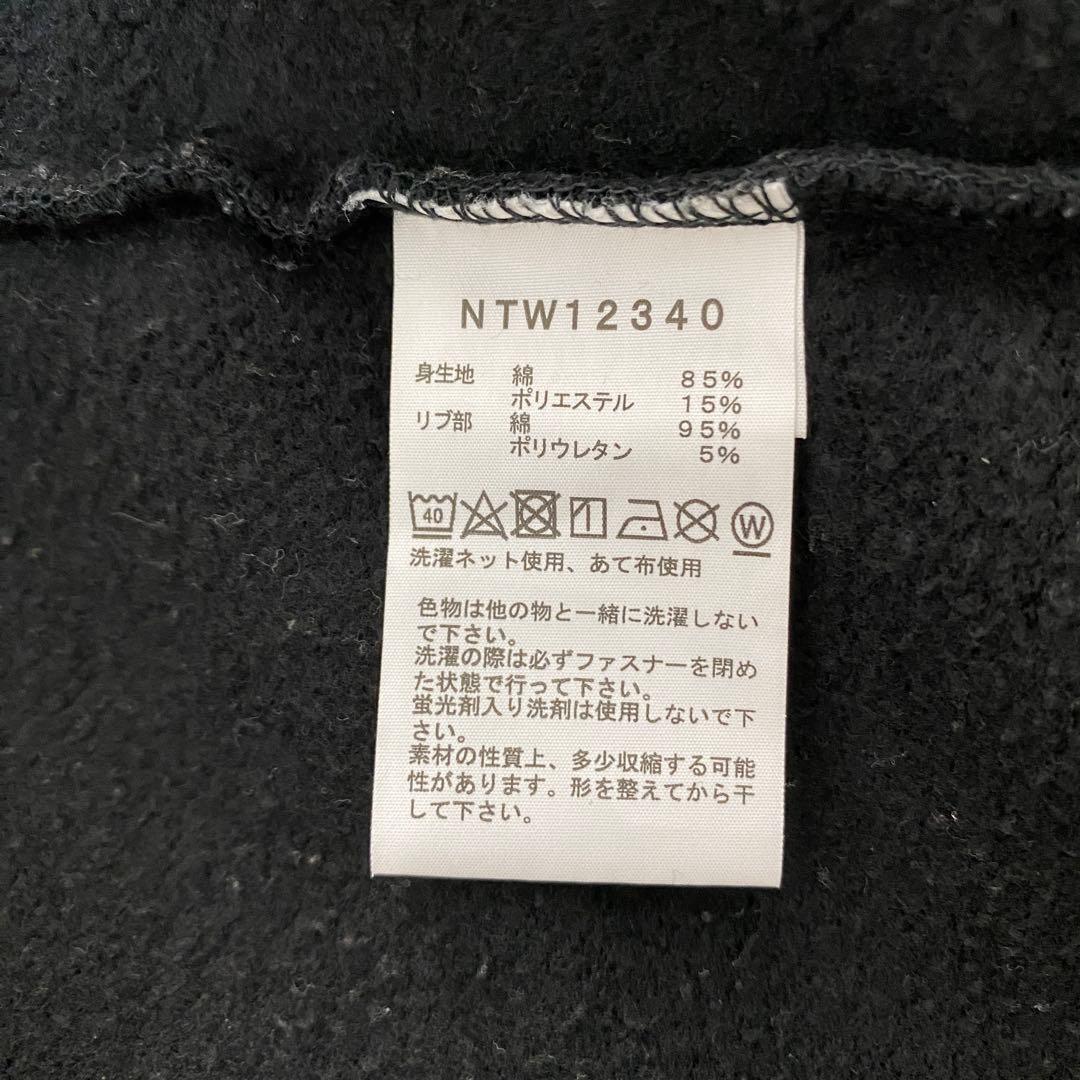 NTW12340
身生地 綿 85%
ポリエステル 15%
リブ部 綿 95%
ポリウレタン 5%
40 W
洗濯ネット使用、あて布使用
色物は他の物と一緒に洗濯しない
で下さい。
洗濯の際は必ずファスナーを閉め
た状態で行って下さい。
蛍光剤入り洗剤は使用しないで下
さい。
素材の性質上、多少収縮する可能
性があります。形を整えてから干
して下さい。